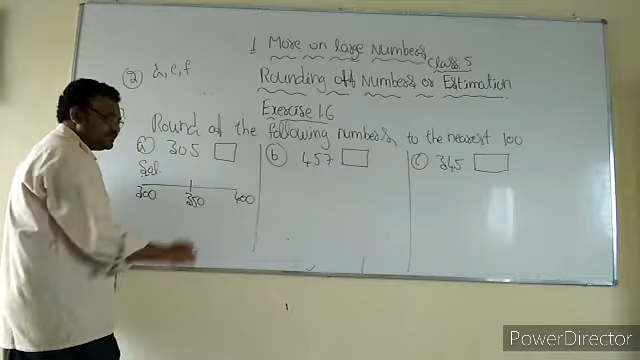 1 More on large Numbers
Class 5
2) a, e, f
Rounding off Numbers or Estimation
Exercise 1.6
Round off the following numbers to the nearest 100
a) 305
b) 457
c) 345
Sol.
300 350 400
PowerDirector